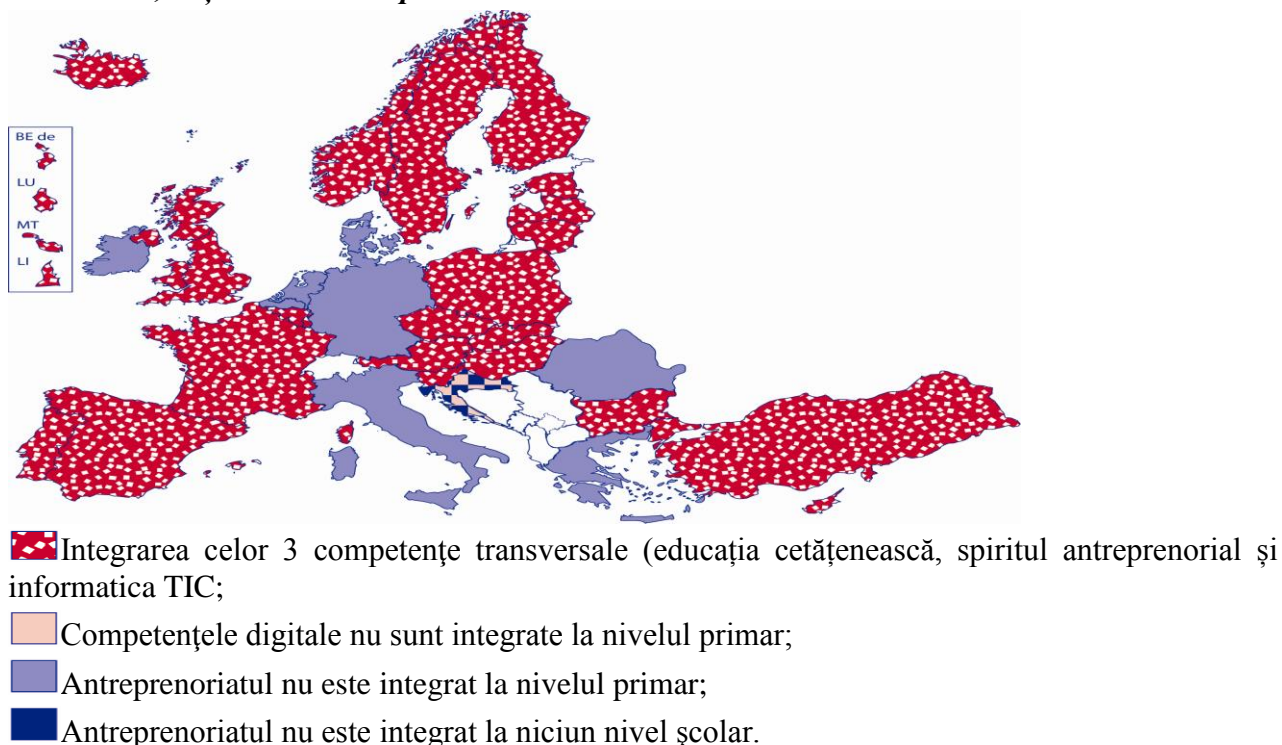 BE de
LU
MT
LI
Integrarea celor 3 competenţe transversale (educația cetățenească, spiritul antreprenorial și
informatica TIC;
Competenţele digitale nu sunt integrate la nivelul primar;
Antreprenoriatul nu este integrat la nivelul primar;
Antreprenoriatul nu este integrat la niciun nivel şcolar.